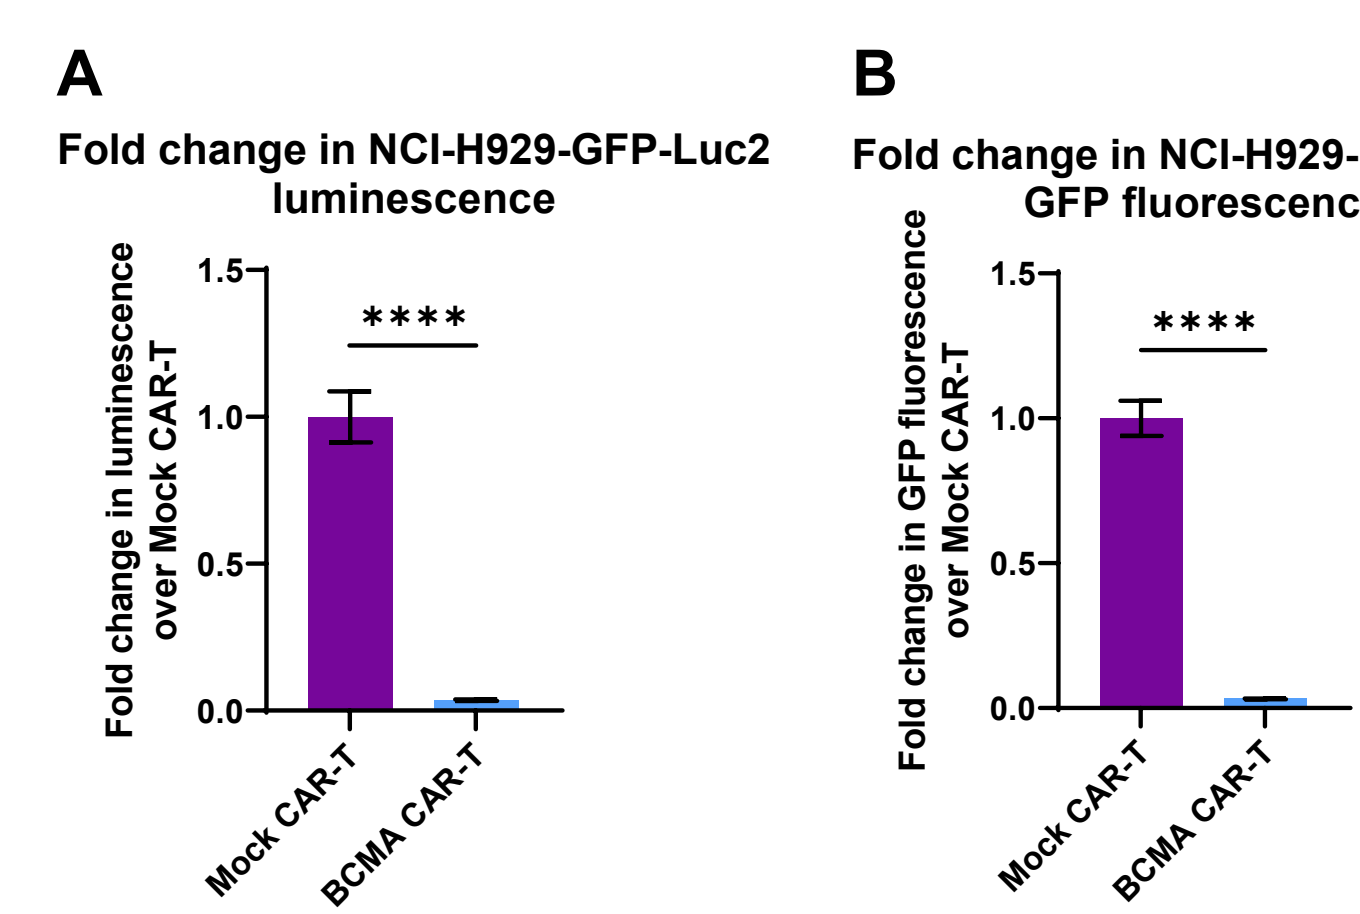 A
Fold change in NCI-H929-GFP-Luc2
luminescence
Fold change in luminescence
over Mock CAR-T
1.5
1.0
0.5
0.0
****
Mock CAR-T
BCMA CAR-T
B
Fold change in NCI-H929-
GFP fluorescenc
Fold change in GFP fluorescence
over Mock CAR-T
1.5
1.0
0.5
0.0
****
Mock CAR-T
BCMA CAR-T